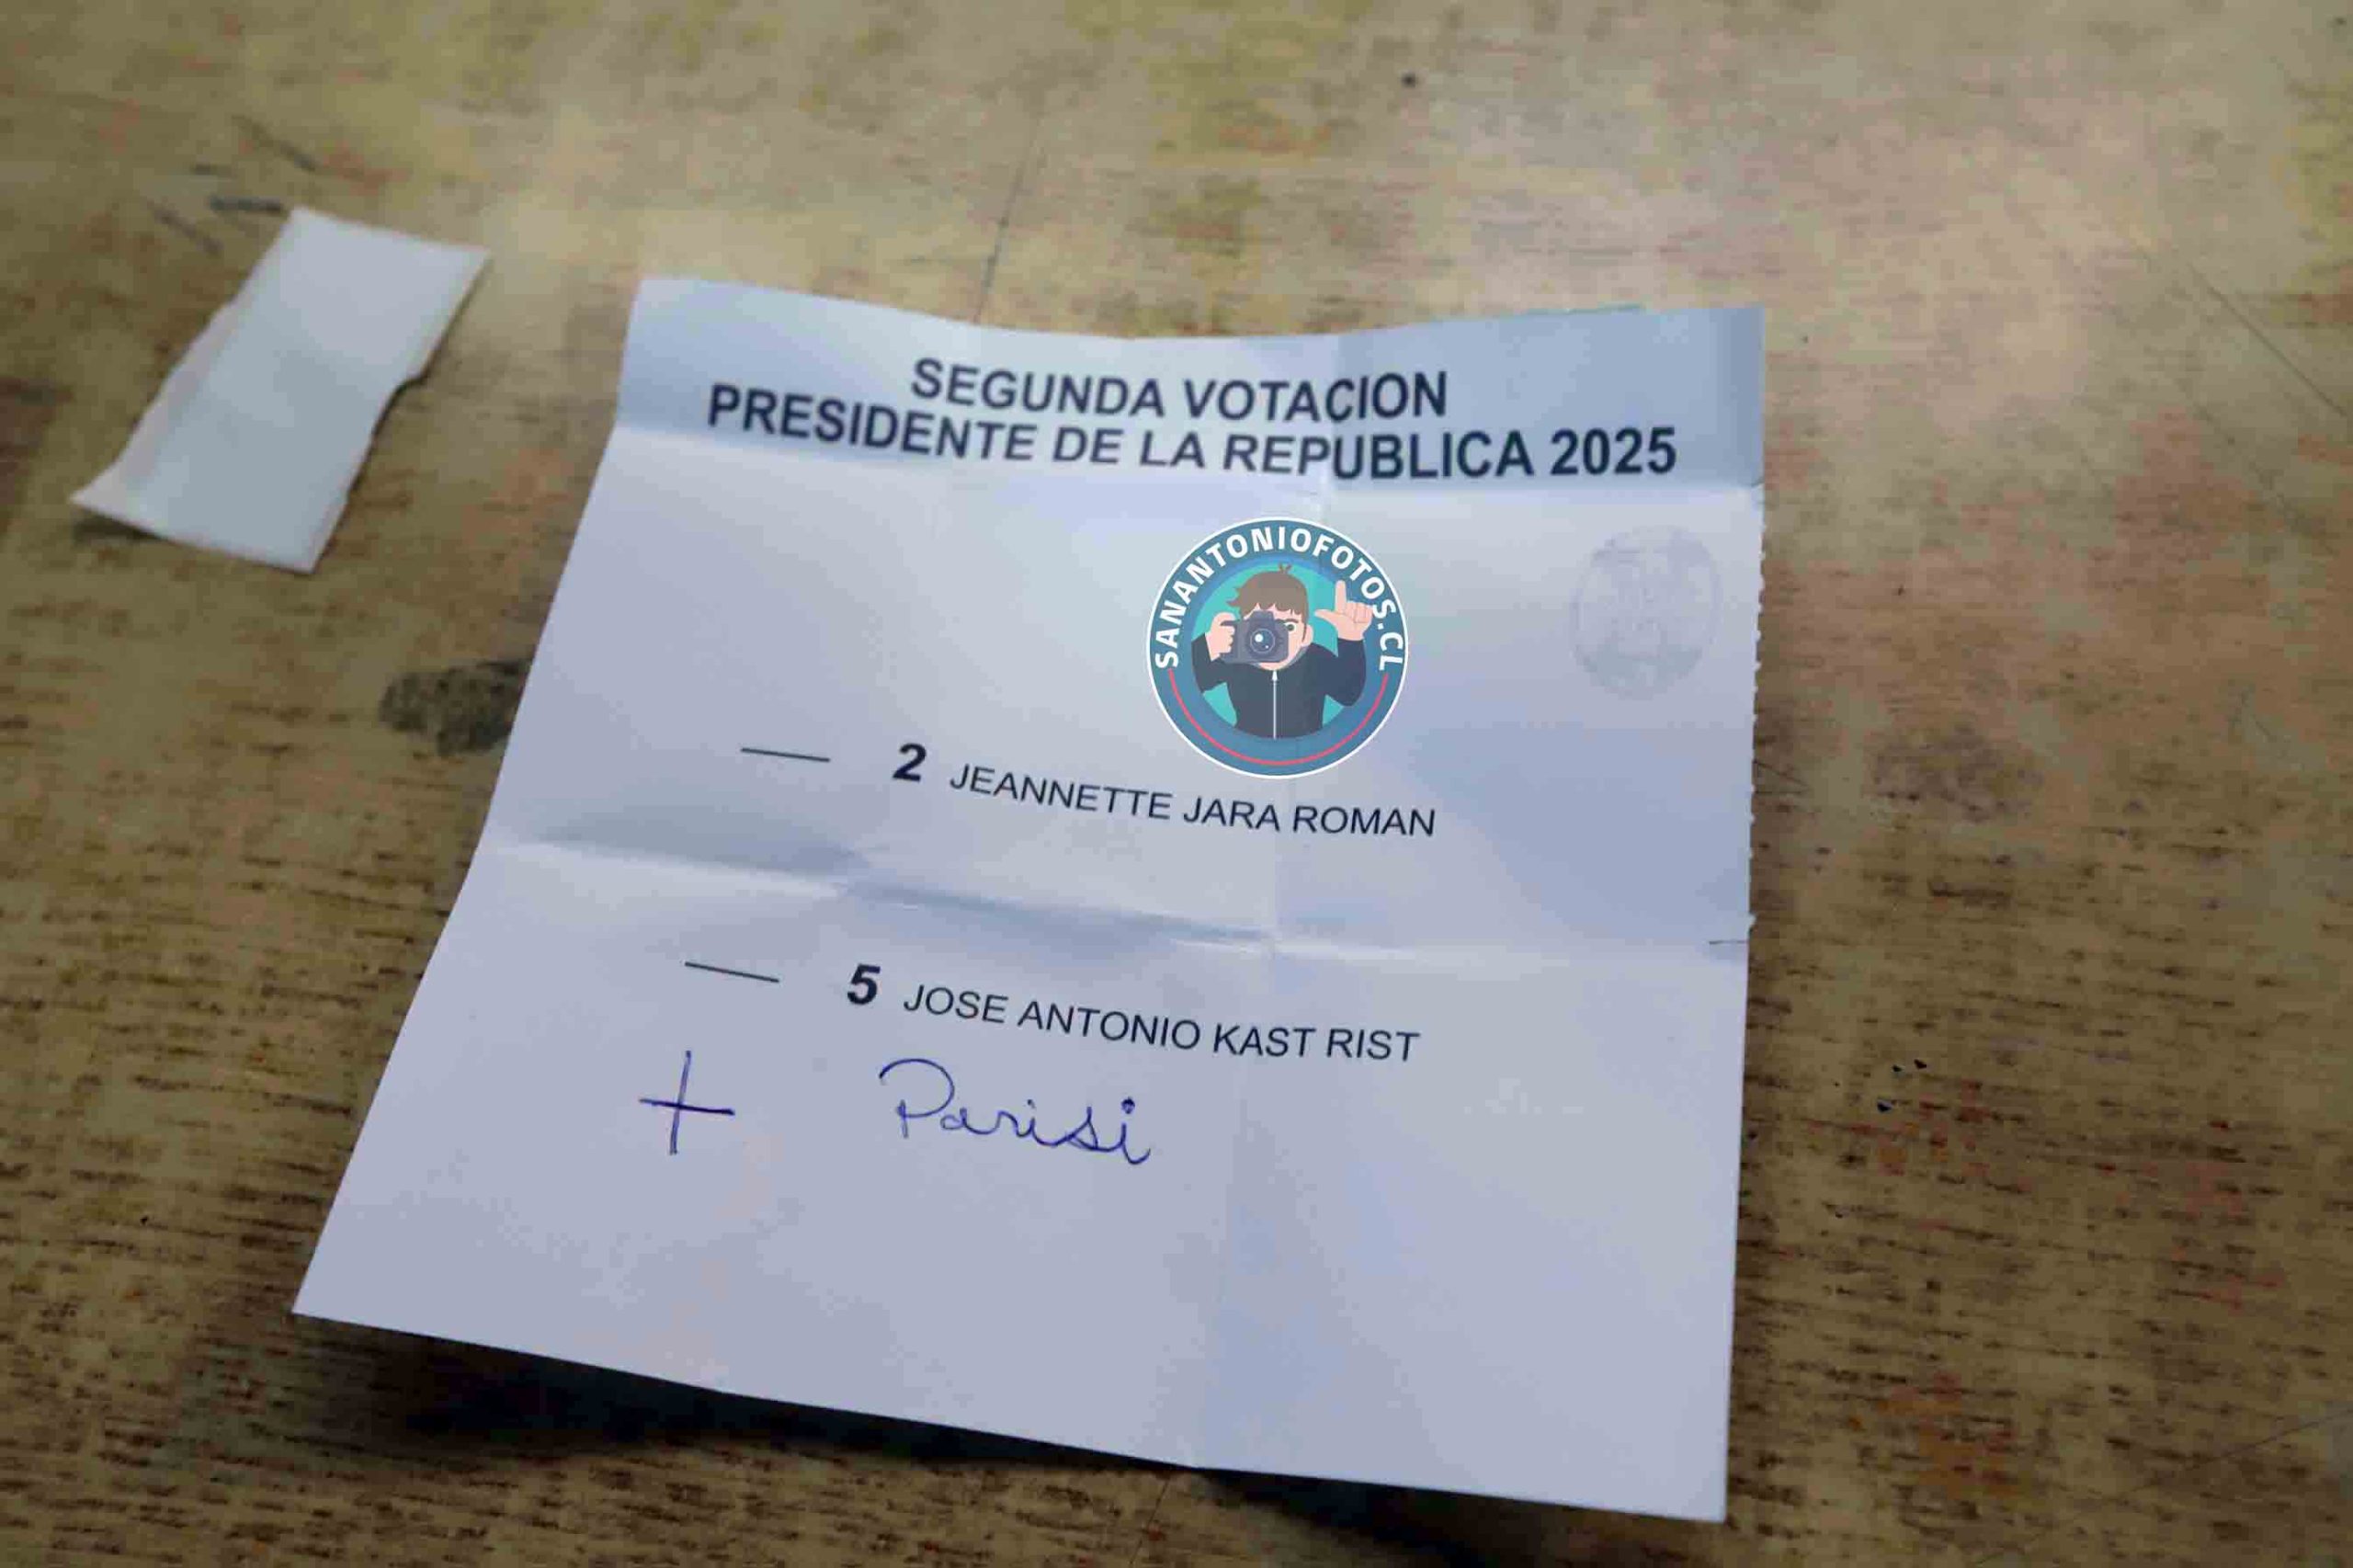 SEGUNDA VOTACION
PRESIDENTE DE LA REPUBLICA 2025
SANANTONIOFOTOS.CL
2 JEANNETTE JARA ROMAN
5 JOSE ANTONIO KAST RIST
Parisi